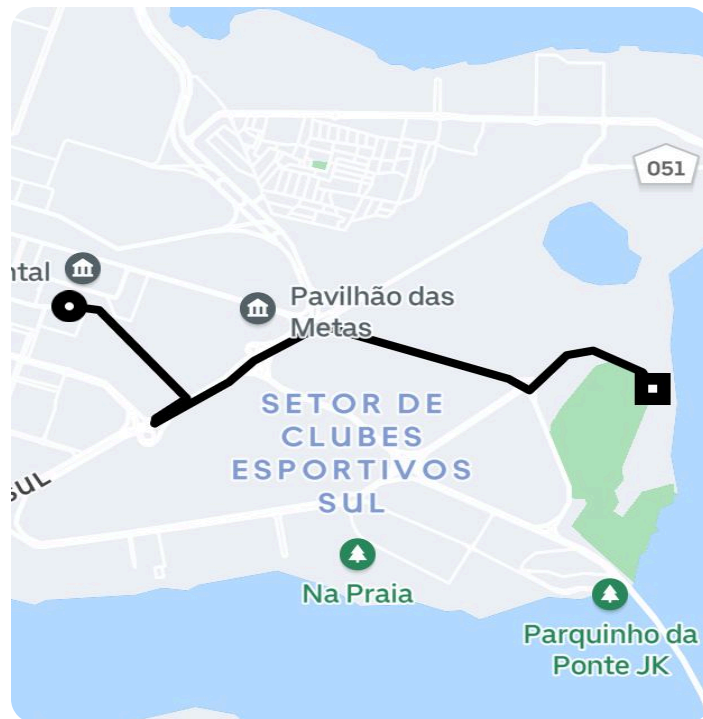 051
ntal
Pavilhão das
Metas
SETOR DE
CLUBES
ESPORTIVOS
SUL
SUL
Na Praia
Parquinho da
Ponte JK